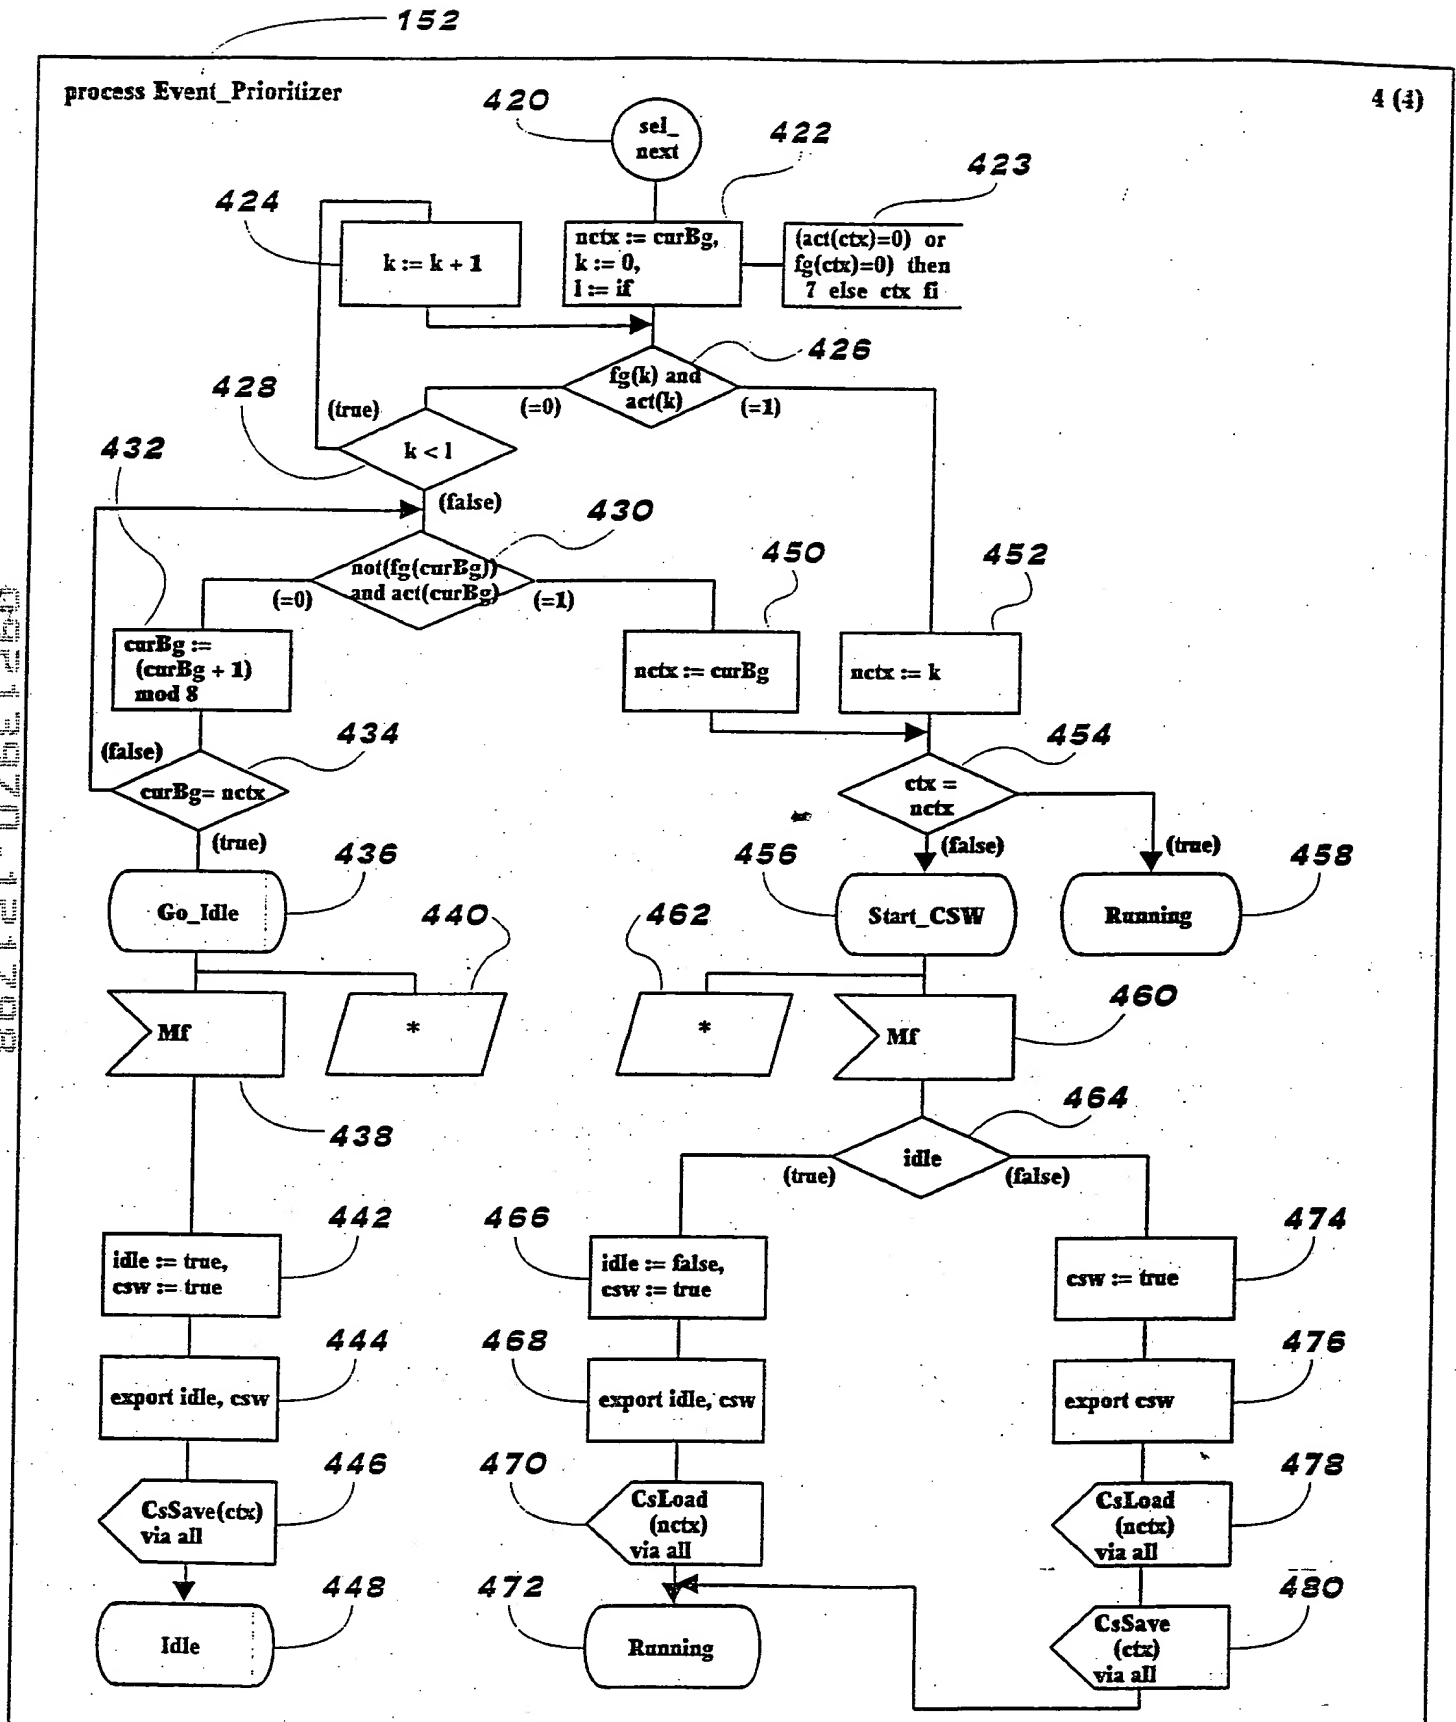 152
process Event_Prioritizer
4 (4)
420
sel_
next
422
423
424
k := k + 1
nctx := curBg,
k := 0,
l := if
(act(ctx)=0) or
fg(ctx)=0) then
7 else ctx fi
426
fg(k) and
act(k)
(=0)
(=1)
428
(true)
k < l
(false)
432
430
not(fg(curBg))
and act(curBg)
(=0)
(=1)
450
452
curBg :=
(curBg + 1)
mod 8
nctx := curBg
nctx := k
434
(false)
curBg= nctx
(true)
454
ctx =
nctx
(false)
(true)
436
Go_Idle
456
Start_CSW
458
Running
440
462
Mf
*
*
460
Mf
438
464
idle
(true)
(false)
442
idle := true,
csw := true
466
idle := false,
csw := true
474
csw := true
444
export idle, csw
468
export idle, csw
476
export csw
446
CsSave(ctx)
via all
470
CsLoad
(nctx)
via all
478
CsLoad
(nctx)
via all
448
Idle
472
Running
480
CsSave
(ctx)
via all